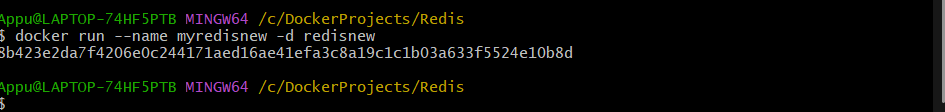 Appu@LAPTOP-74HF5PTB MINGW64 /c/DockerProjects/Redis
$ docker run --name myredisnew -d redisnew
8b423e2da7f4206e0c244171aed16ae41efa3c8a19c1c1b03a633f5524e10b8d
Appu@LAPTOP-74HF5PTB MINGW64 /c/DockerProjects/Redis
$